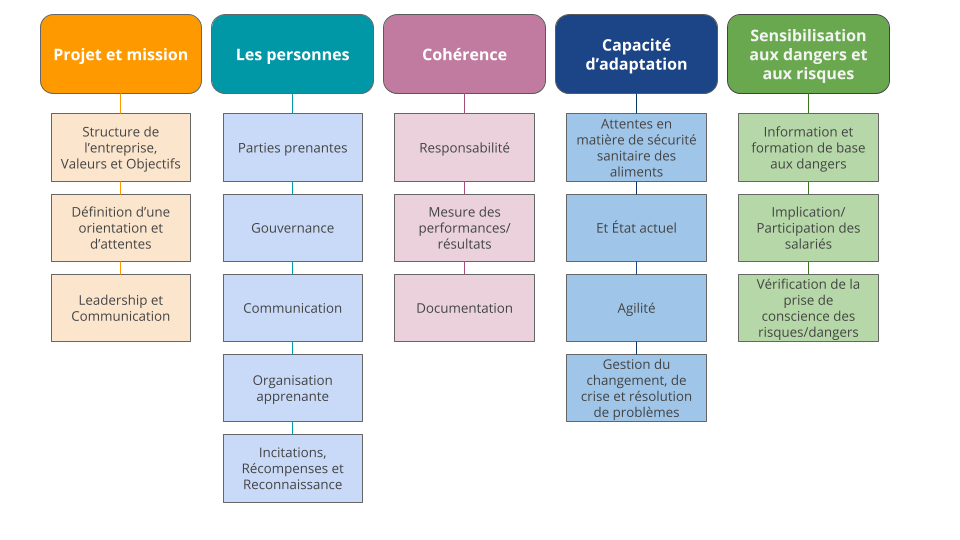 Projet et mission
Structure de
l’entreprise,
Valeurs et Objectifs
Définition d’une
orientation et
d’attentes
Leadership et
Communication
Les personnes
Parties prenantes
Gouvernance
Communication
Organisation
apprenante
Incitations,
Récompenses et
Reconnaissance
Cohérence
Responsabilité
Mesure des
performances/
résultats
Documentation
Capacité
d’adaptation
Attentes en
matière de sécurité
sanitaire des
aliments
Et État actuel
Agilité
Gestion du
changement, de
crise et résolution
de problèmes
Sensibilisation
aux dangers et
aux risques
Information et
formation de base
aux dangers
Implication/
Participation des
salariés
Vérification de la
prise de
conscience des
risques/dangers